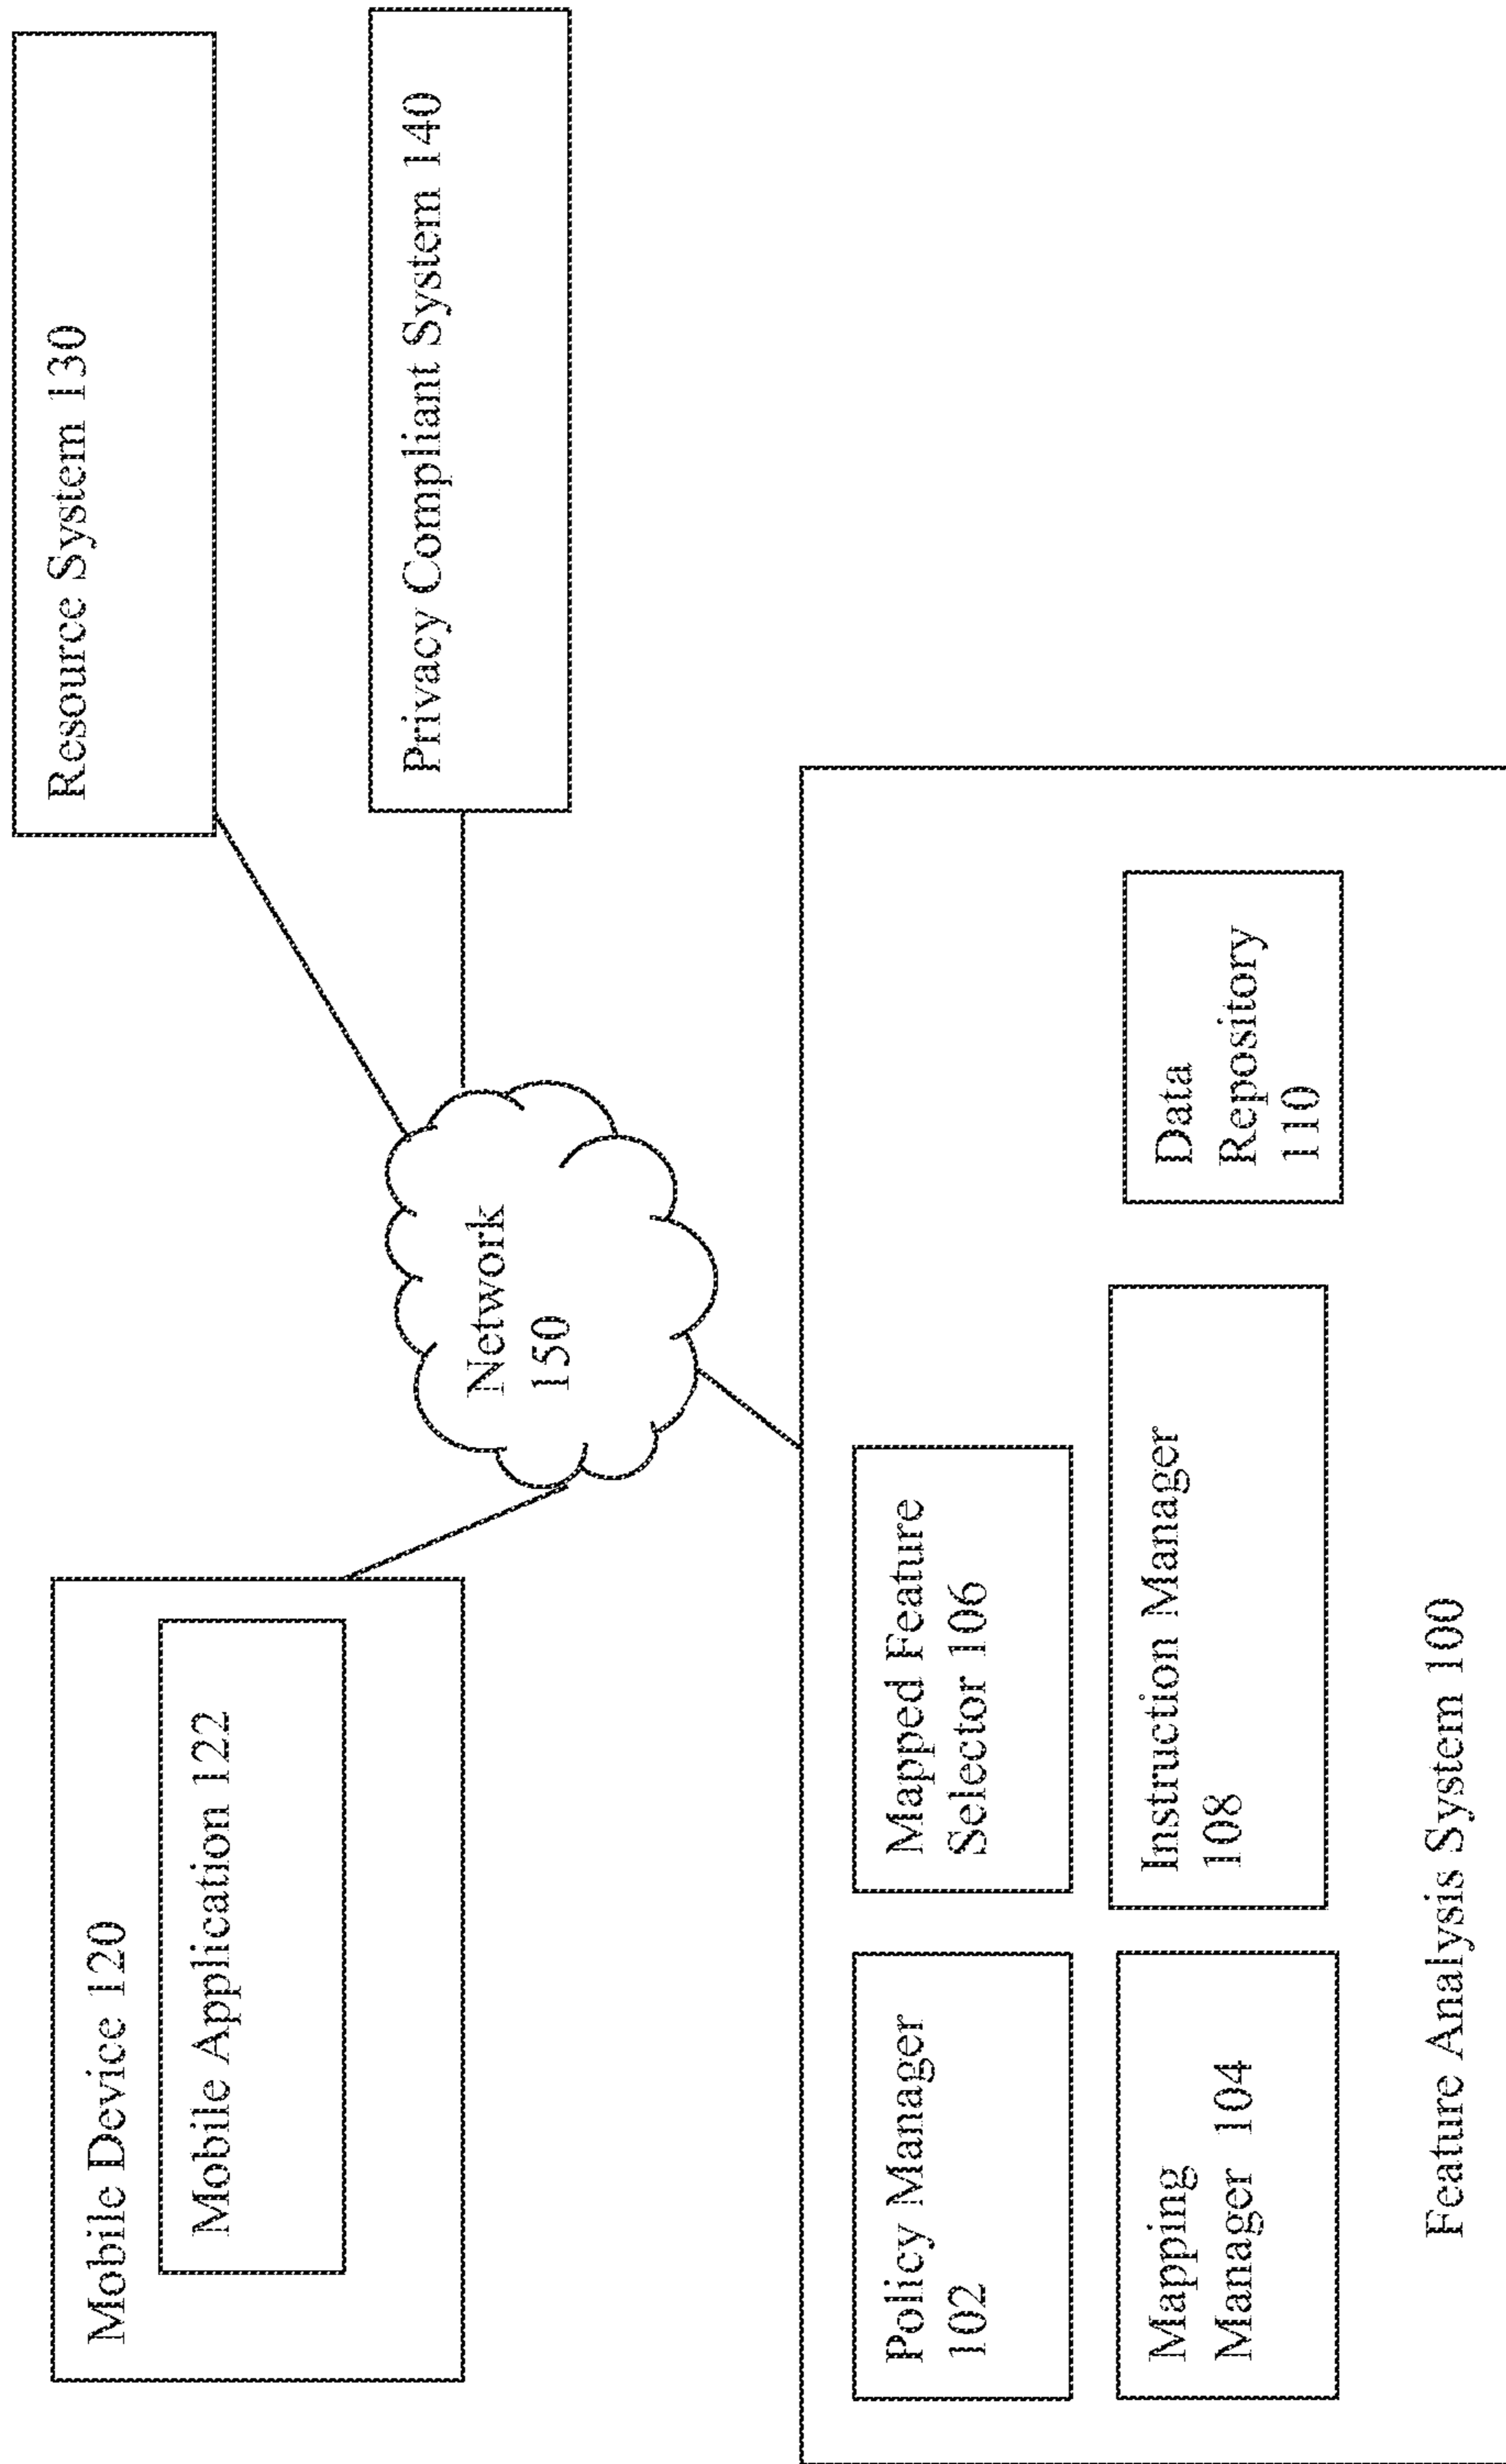 Mobile Device 120
Mobile Application 122
Resource System 130
Privacy Compliant System 140
Network
150
Policy Manager
102
Mapped Feature
Selector 106
Mapping
Manager 104
Instruction Manager
108
Data
Repository
110
Feature Analysis System 100